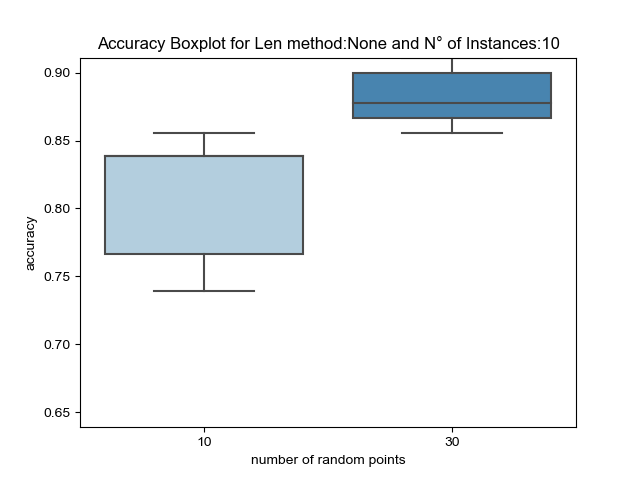 Accuracy Boxplot for Len method:None and N° of Instances:10
0.90
0.85
0.80
0.75
0.70
0.65
accuracy
10 30
number of random points